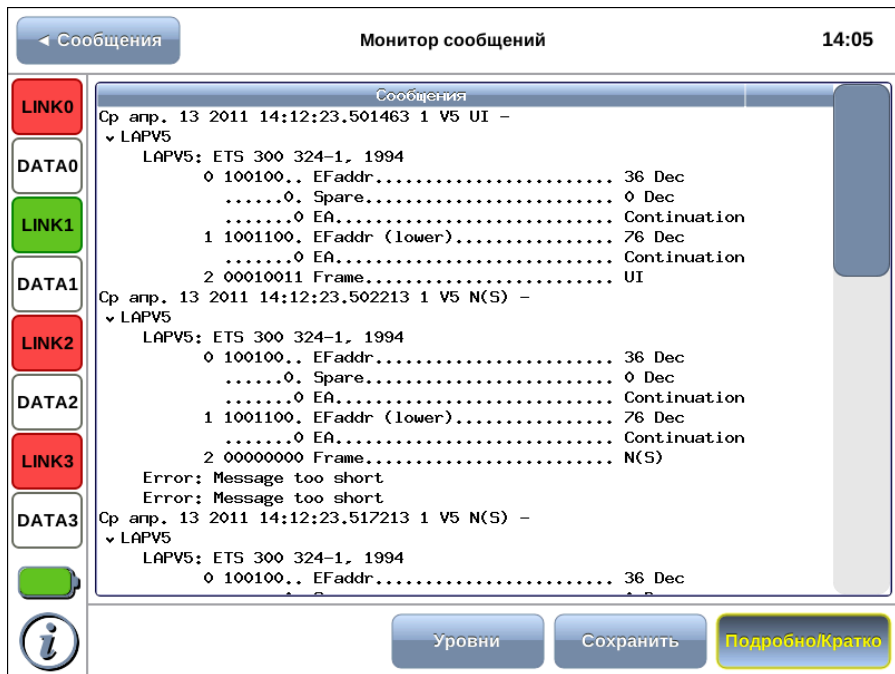 ◄ Сообщения
Монитор сообщений
14:05
LINK0
DATA0
LINK1
DATA1
LINK2
DATA2
LINK3
DATA3
Сообщения
Ср апр. 13 2011 14:12:23.501463 1 V5 UI –
LAPV5
LAPV5: ETS 300 324–1, 1994
0 100100.. EFaddr......................... 36 Dec
......0. Spare.......................... 0 Dec
.......0 EA............................. Continuation
1 1001100. EFaddr (lower)................. 76 Dec
.......0 EA............................. Continuation
2 00010011 Frame.......................... UI
Ср апр. 13 2011 14:12:23.502213 1 V5 N(S) –
LAPV5
LAPV5: ETS 300 324–1, 1994
0 100100.. EFaddr......................... 36 Dec
......0. Spare.......................... 0 Dec
.......0 EA............................. Continuation
1 1001100. EFaddr (lower)................. 76 Dec
.......0 EA............................. Continuation
2 00000000 Frame.......................... N(S)
Error: Message too short
Error: Message too short
Ср апр. 13 2011 14:12:23.517213 1 V5 N(S) –
LAPV5
LAPV5: ETS 300 324–1, 1994
0 100100.. EFaddr......................... 36 Dec
i
Уровни
Сохранить
Подробно/Кратко